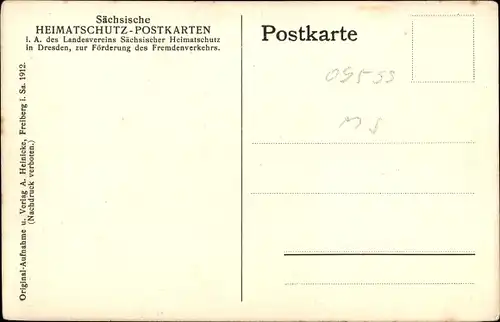 Sächsische
HEIMATSCHUTZ-POSTKARTEN
i. A. des Landesvereins Sächsischer Heimatschutz
in Dresden, zur Förderung des Fremdenverkehrs.
Original-Aufnahme u. Verlag A. Heinicke, Freiberg i. Sa. 1912.
(Nachdruck verboten.)
Postkarte